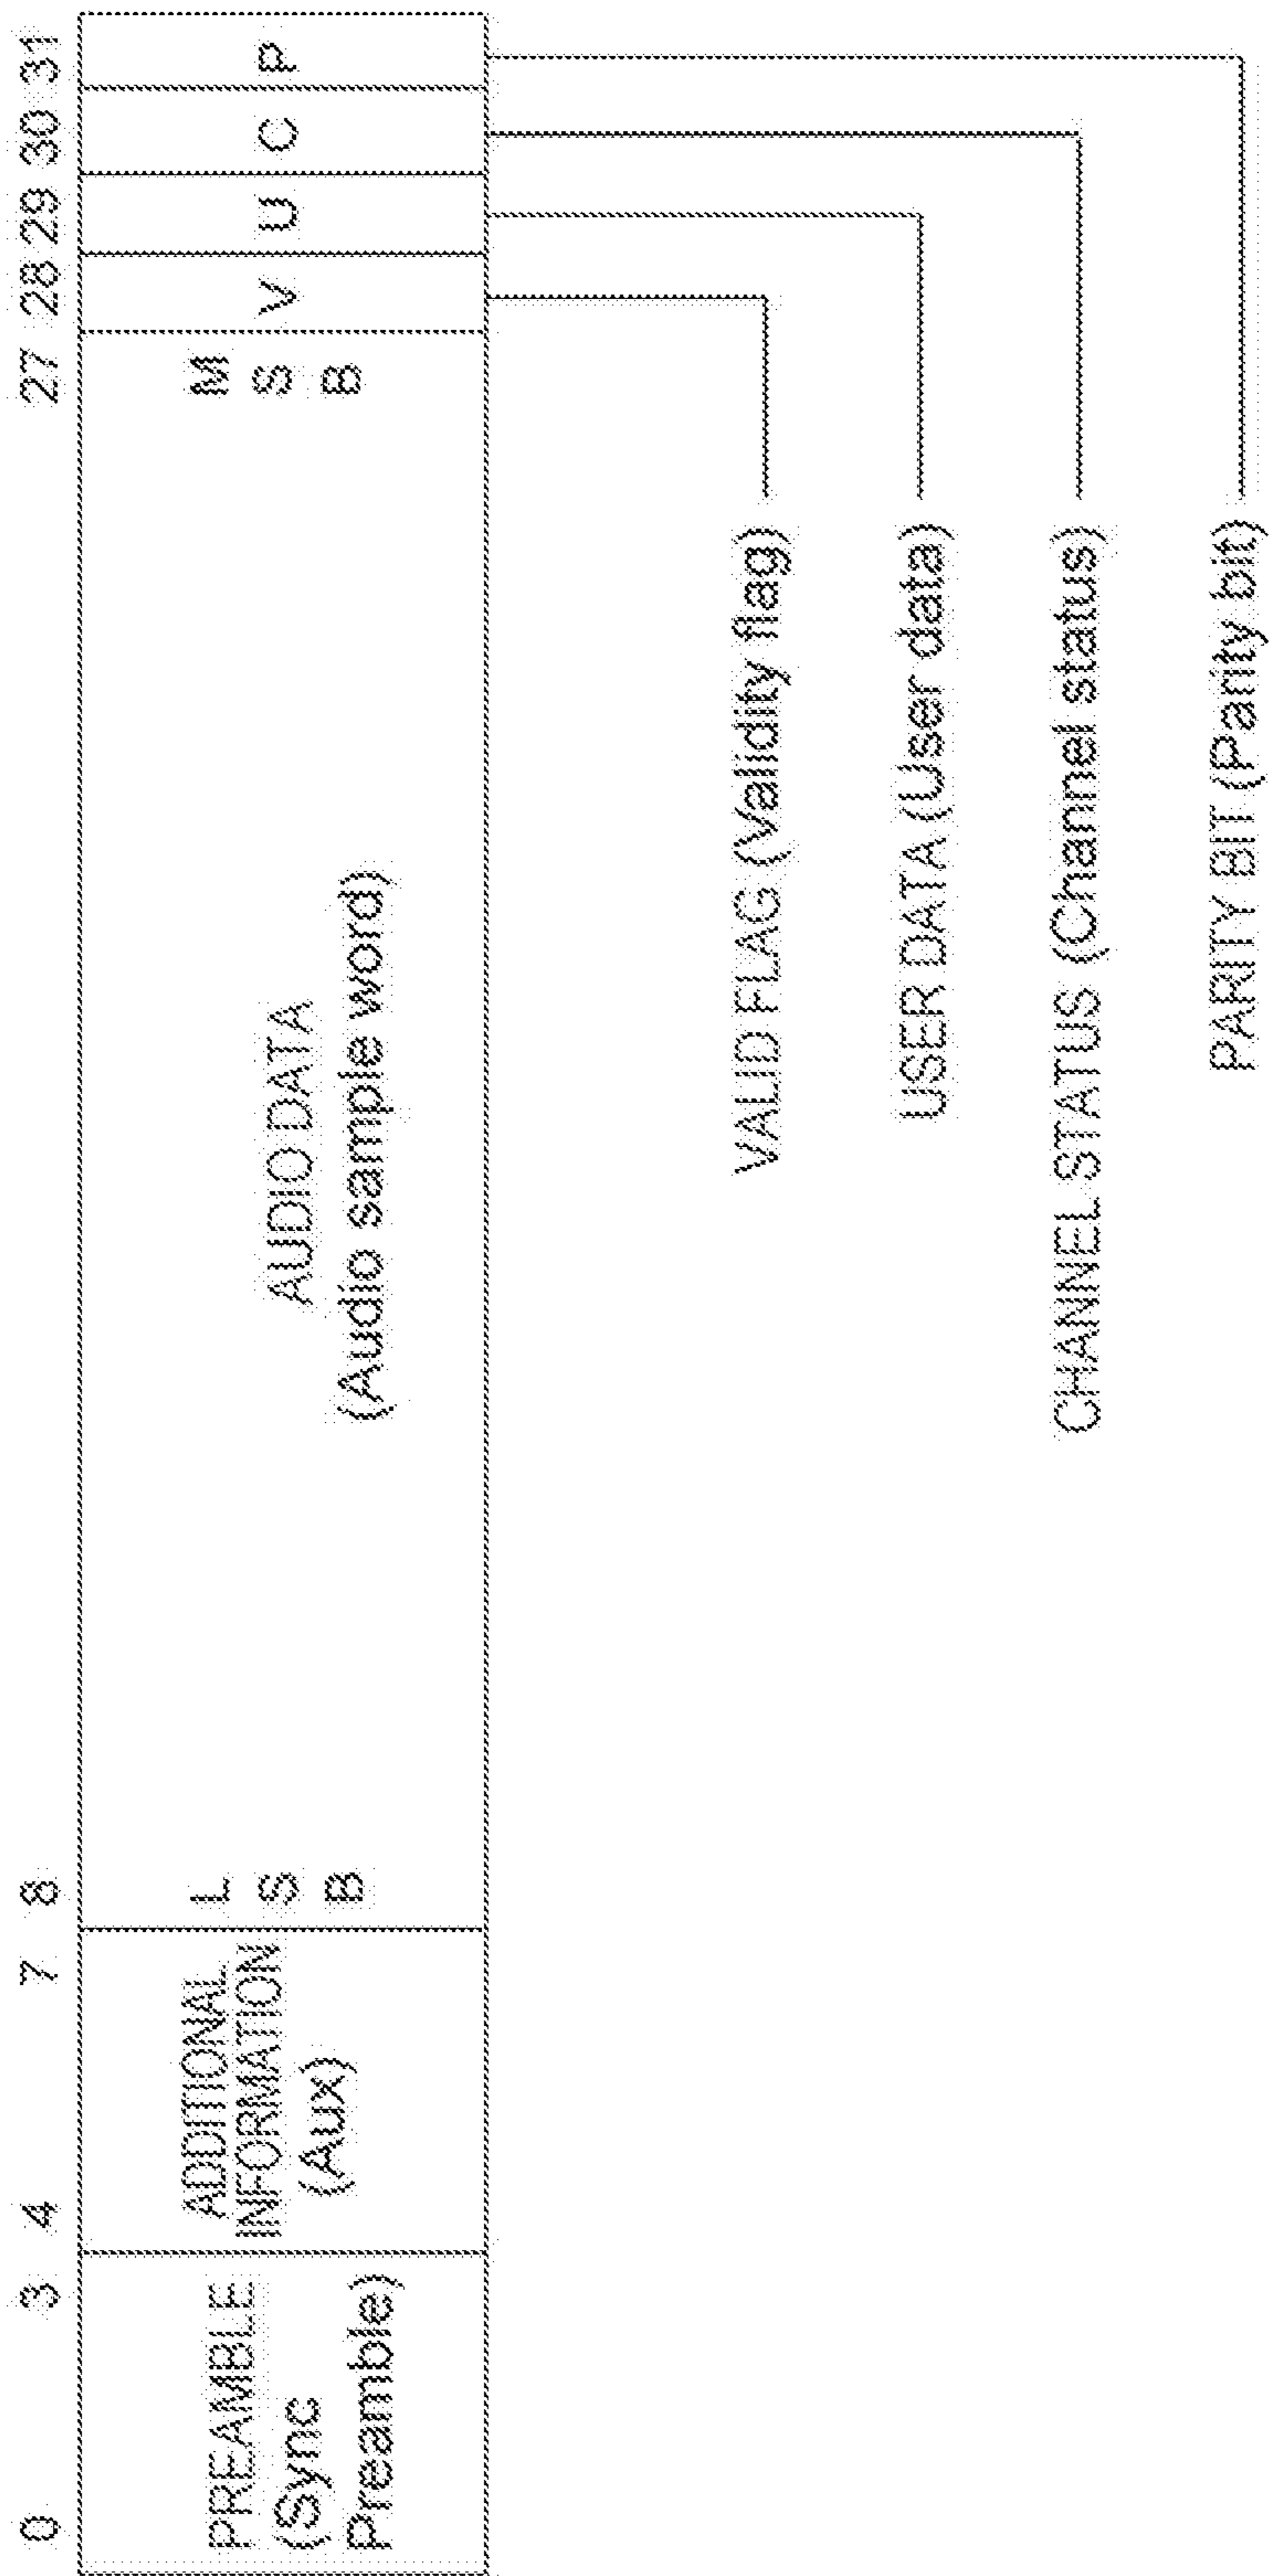 0 3 4 7 8 27 28 29 30 31
PREAMBLE
(Sync
Preamble)
ADDITIONAL
INFORMATION
(Aux)
L
S
B
AUDIO DATA
(Audio sample word)
M
S
B
V
U
C
P
VALID FLAG (Validity flag)
USER DATA (User data)
CHANNEL STATUS (Channel status)
PARITY BIT (Parity bit)